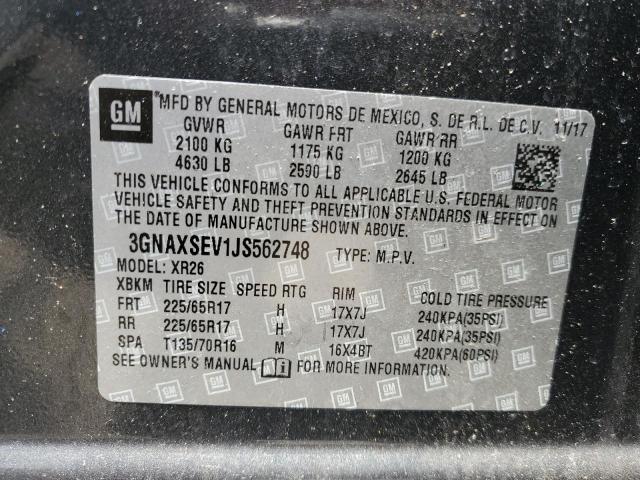 GM *MFD BY GENERAL MOTORS DE MEXICO, S. DE R.L. DE C.V. 11/17
GVWR GAWR FRT GAWR RR
2100 KG 1175 KG 1200 KG
4630 LB 2590 LB 2645 LB
THIS VEHICLE CONFORMS TO ALL APPLICABLE U.S. FEDERAL MOTOR
VEHICLE SAFETY AND THEFT PREVENTION STANDARDS IN EFFECT ON
THE DATE OF MANUFACTURE SHOWN ABOVE.
3GNAXSEV1JS562748 TYPE: M.P.V.
MODEL: XR26
XBKM TIRE SIZE SPEED RTG RIM COLD TIRE PRESSURE
FRT 225/65R17 H 17X7J 240KPA(35PSI)
RR 225/65R17 H 17X7J 240KPA(35PSI)
SPA T135/70R16 M 16X4BT 420KPA(60PSI)
SEE OWNER'S MANUAL FOR MORE INFORMATION.